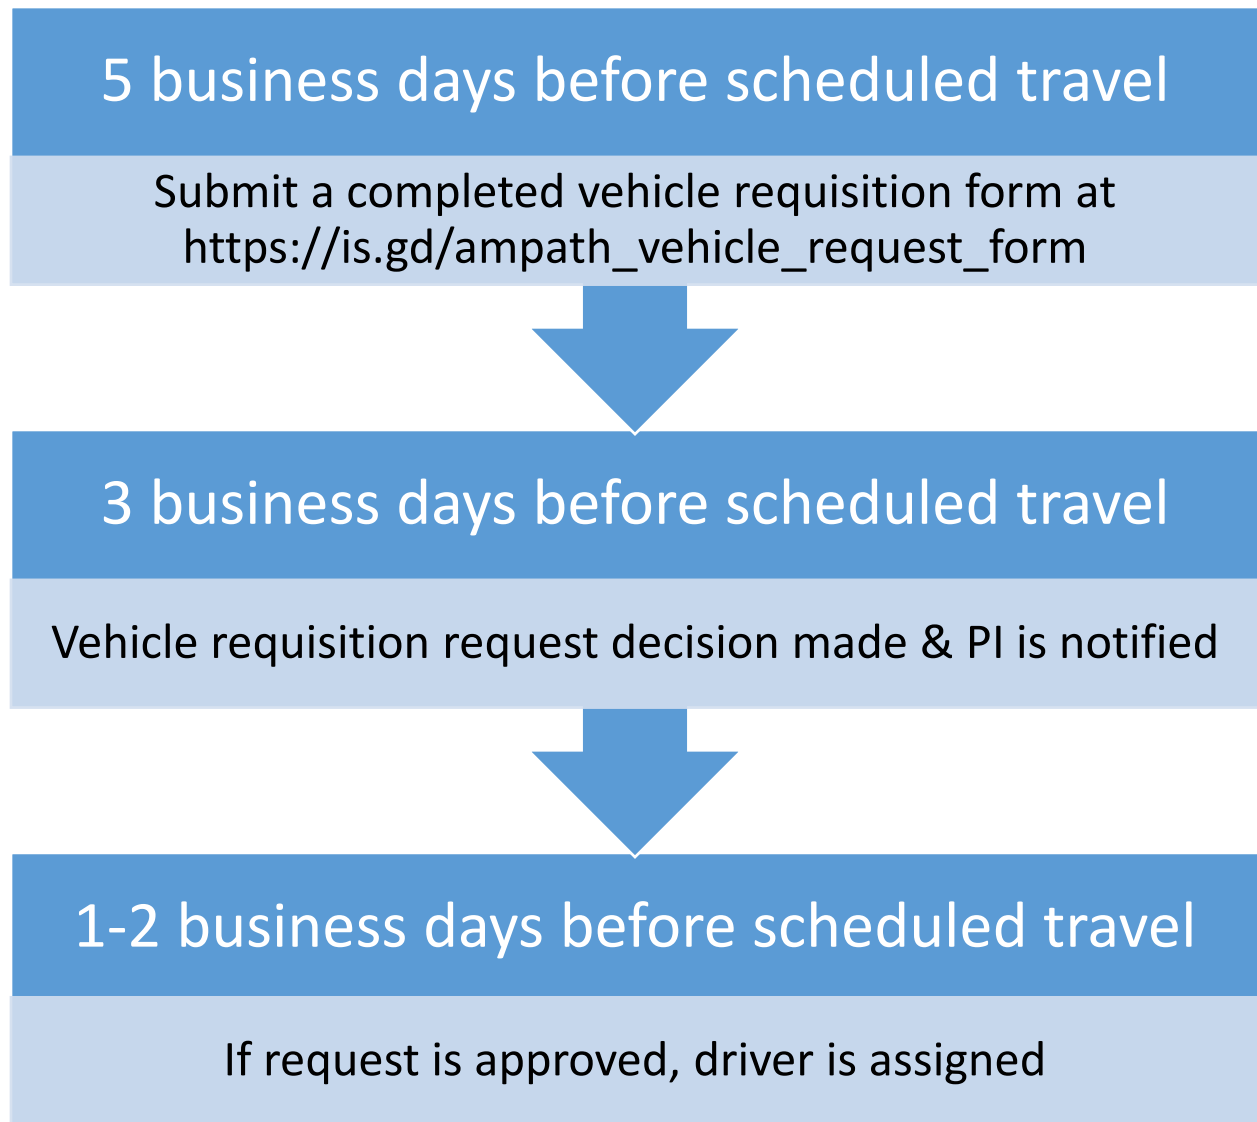 5 business days before scheduled travel
Submit a completed vehicle requisition form at
https://is.gd/ampath_vehicle_request_form
3 business days before scheduled travel
Vehicle requisition request decision made & PI is notified
1-2 business days before scheduled travel
If request is approved, driver is assigned